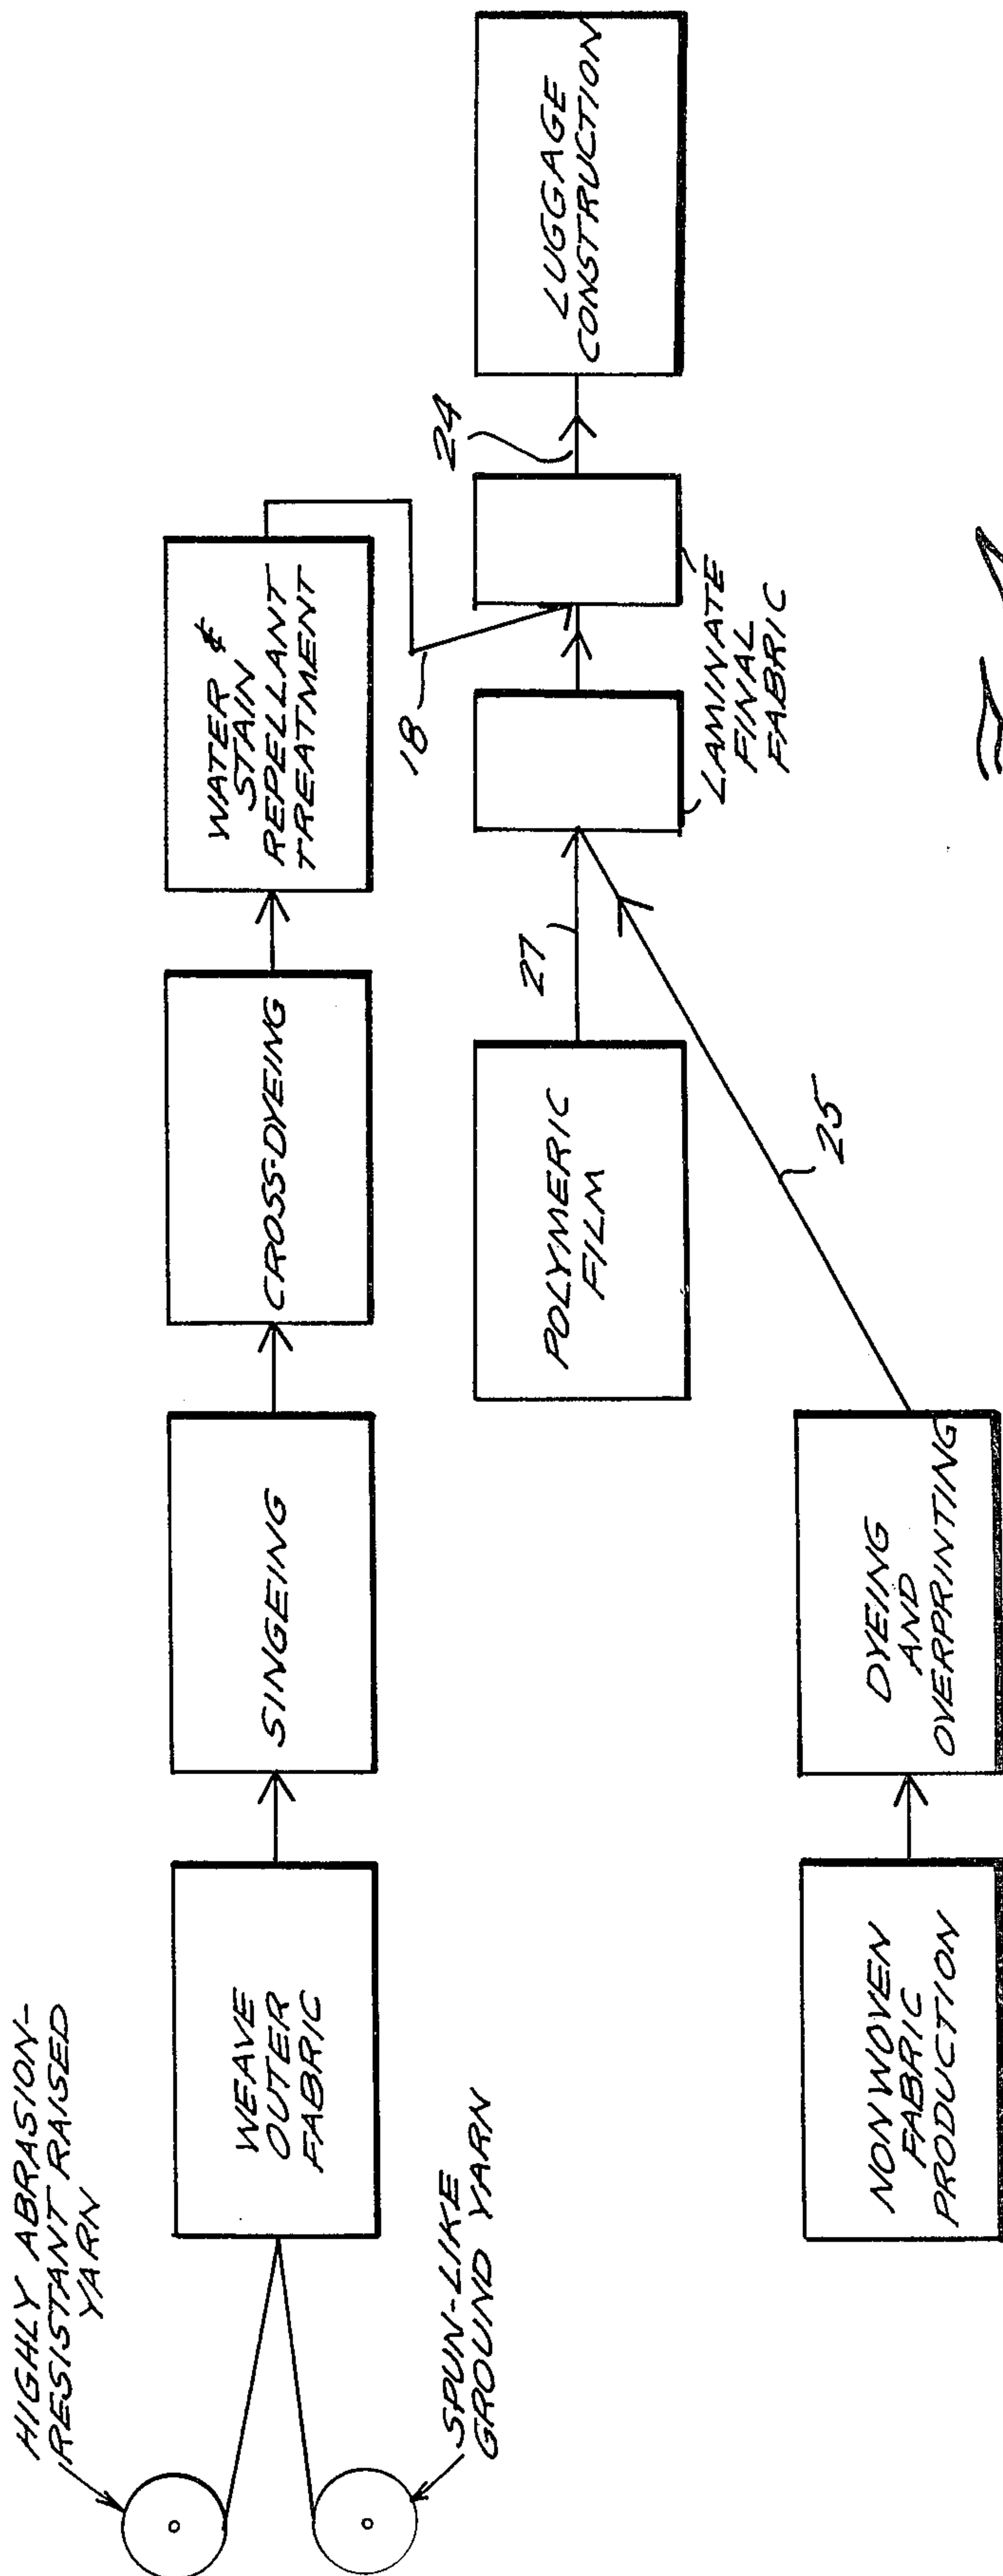 HIGHLY ABRASION-
RESISTANT RAISED
YARN
SPUN-LIKE
GROUND YARN
WEAVE
OUTER
FABRIC
SINGEING
CROSS-DYEING
WATER &
STAIN
REPELLANT
TREATMENT
18
POLYMERIC
FILM
27
LAMINATE
FINAL
FABRIC
24
LUGGAGE
CONSTRUCTION
NONWOVEN
FABRIC
PRODUCTION
DYEING
AND
OVERPRINTING
25